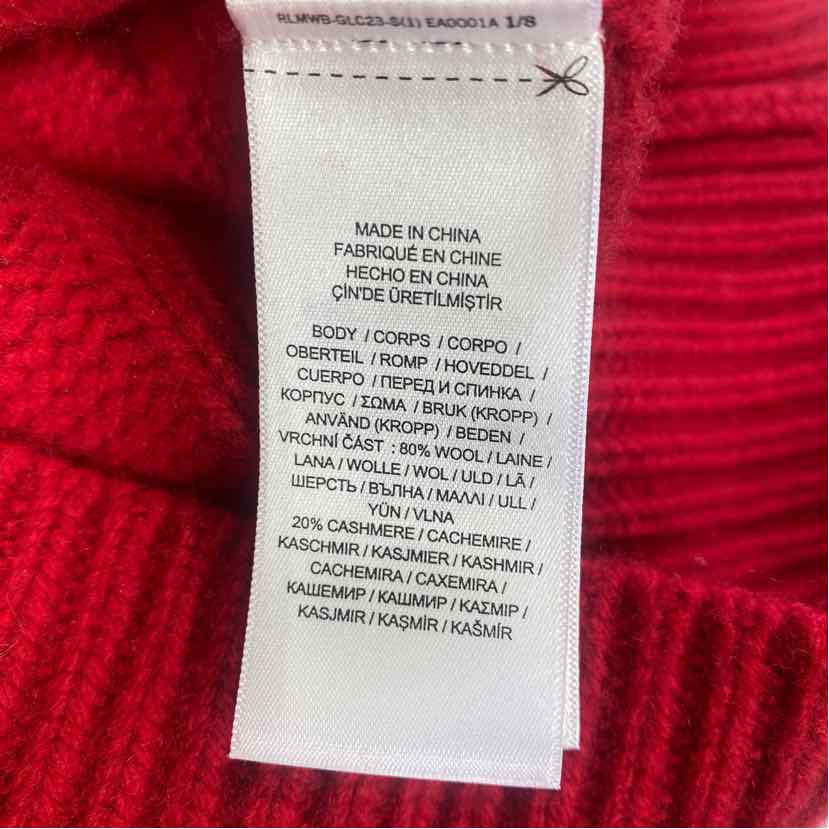 RLMWB-GLC23-S(1) EA0001A 1/8
MADE IN CHINA
FABRIQUÉ EN CHINE
HECHO EN CHINA
ÇİN'DE ÜRETİLMİŞTİR
BODY / CORPS / CORPO /
OBERTEIL / ROMP / HOVEDDEL /
CUERPO / ПЕРЕД И СПИНКА /
КОРПУС / ΣΩΜΑ / BRUK (KROPP) /
ANVÄND (KROPP) / BEDEN /
VRCHNÍ ČÁST : 80% WOOL / LAINE /
LANA / WOLLE / WOL / ULD / LÃ /
ШЕРСТЬ / ВЪЛНА / ΜΑΛΛΙ / ULL /
YÜN / VLNA
20% CASHMERE / CACHEMIRE /
KASCHMIR / KASJMIER / KASHMIR /
CACHEMIRA / CAXEMIRA /
КАШЕМИР / КАШМИР / ΚΑΣΜΙΡ /
KASJMIR / KAŞMİR / KAŠMÍR